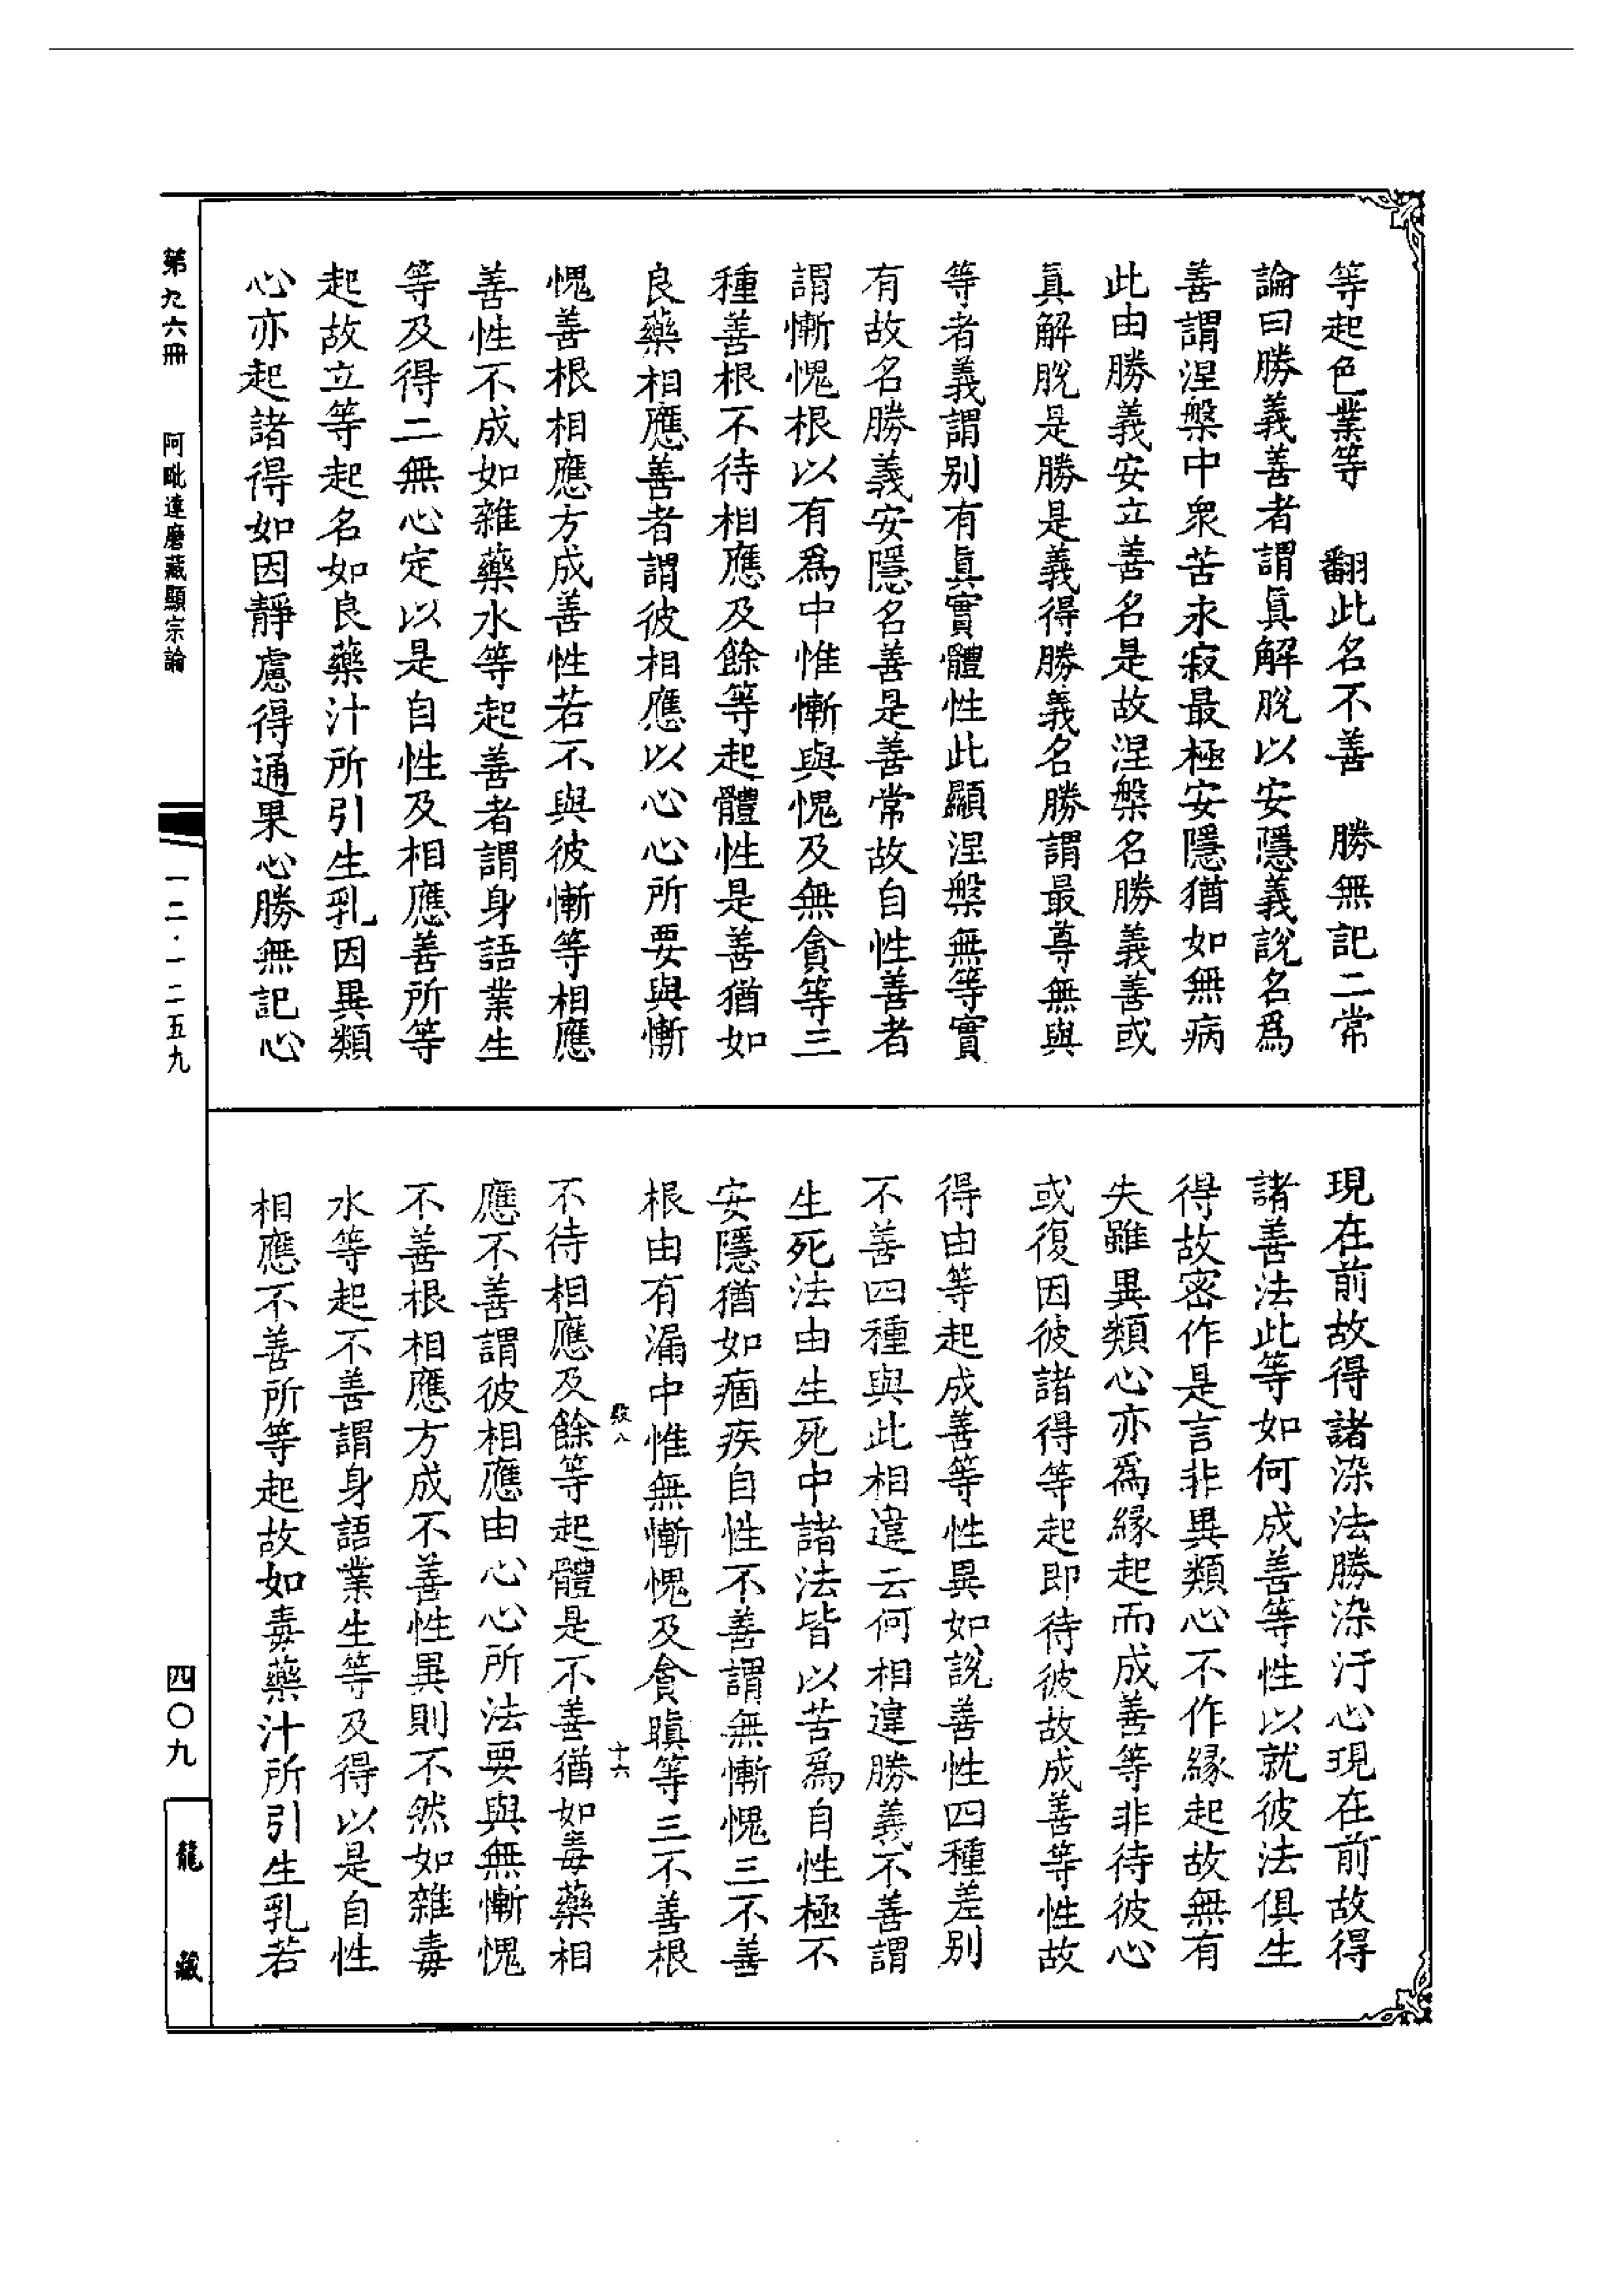 等起色業等　翻此名不善　勝無記二常
論曰勝義善者謂眞解脫以安隱義說名爲
善謂涅槃中衆苦永寂最極安隱猶如無病
此由勝義安立善名是故涅槃名勝義善或
眞解脫是勝是義得勝義名勝謂最尊無與
等者義謂別有眞實體性此顯涅槃無等實
有故名勝義安隱名善是善常故自性善者
謂慚愧根以有爲中惟慚與愧及無貪等三
種善根不待相應及餘等起體性是善猶如
良藥相應善者謂彼相應以心心所要與慚
愧善根相應方成善性若不與彼慚等相應
善性不成如雜藥水等起善者謂身語業生
等及得二無心定以是自性及相應善所等
起故立等起名如良藥汁所引生乳因異類
心亦起諸得如因靜慮得通果心勝無記心
現在前故得諸染法勝染汙心現在前故得
諸善法此等如何成善等性以就彼法俱生
得故密作是言非異類心不作緣起故無有
失雖異類心亦爲緣起而成善等非待彼心
或復因彼諸得等起即待彼故成善等性故
得由等起成善等性異如說善性四種差別
不善四種與此相違云何相違勝義不善謂
生死法由生死中諸法皆以苦爲自性極不
安隱猶如痼疾自性不善謂無慚愧三不善
根由有漏中惟無慚愧及貪瞋等三不善根
不待相應及餘等起體是不善猶如毒藥相
應不善謂彼相應由心心所法要與無慚愧
不善根相應方成不善性異則不然如雜毒
水等起不善謂身語業生等及得以是自性
相應不善所等起故如毒藥汁所引生乳若
八
十六
第九六冊　阿毗達磨藏顯宗論
一二·一二五九
四〇九
龍藏